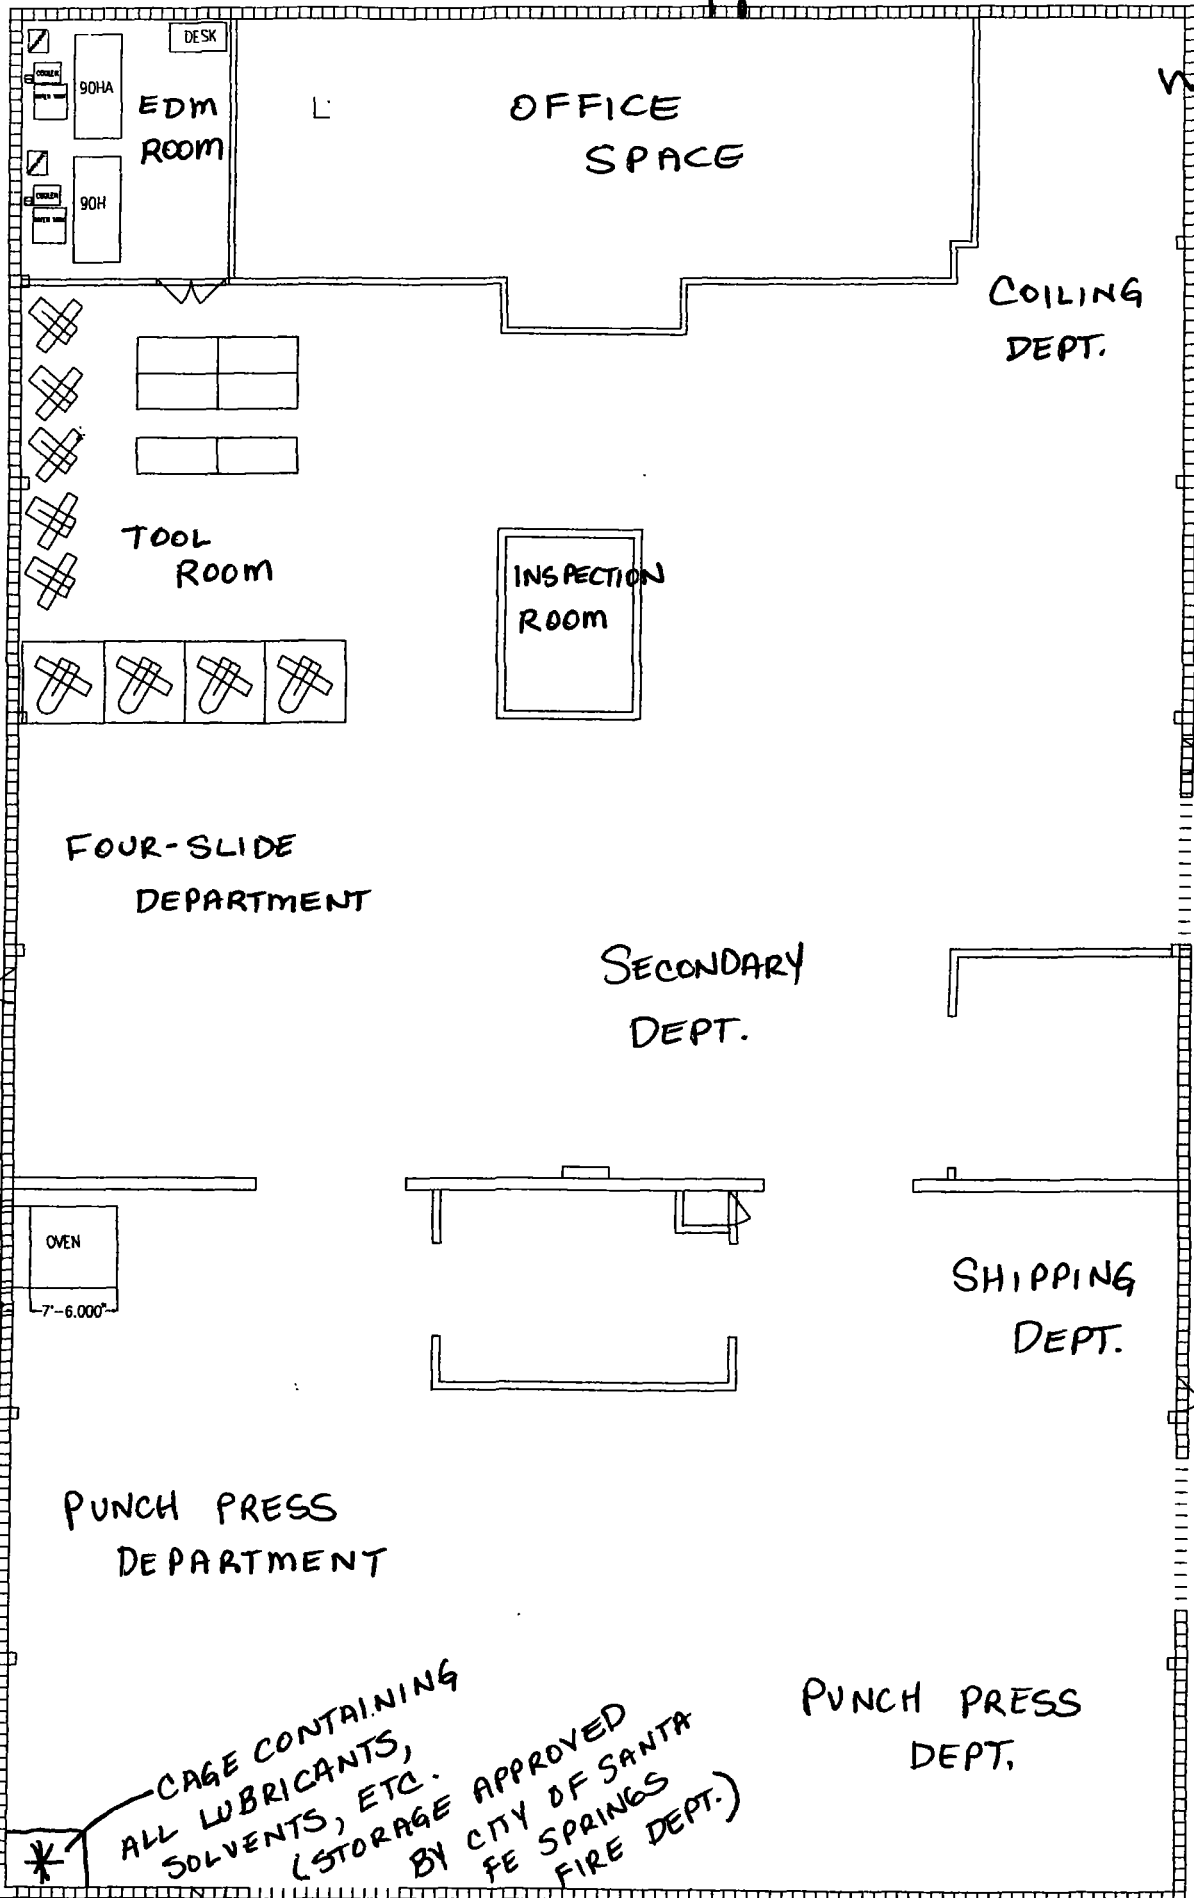 DESK
COOLER
90HA
EDM
ROOM
OFFICE
SPACE
COOLER
90H
COILING
DEPT.
TOOL
ROOM
INSPECTION
ROOM
FOUR-SLIDE
DEPARTMENT
SECONDARY
DEPT.
OVEN
7'-6.000"
SHIPPING
DEPT.
PUNCH PRESS
DEPARTMENT
PUNCH PRESS
DEPT.
CAGE CONTAINING
ALL LUBRICANTS,
SOLVENTS, ETC.
(STORAGE APPROVED
BY CITY OF SANTA
FE SPRINGS
FIRE DEPT.)